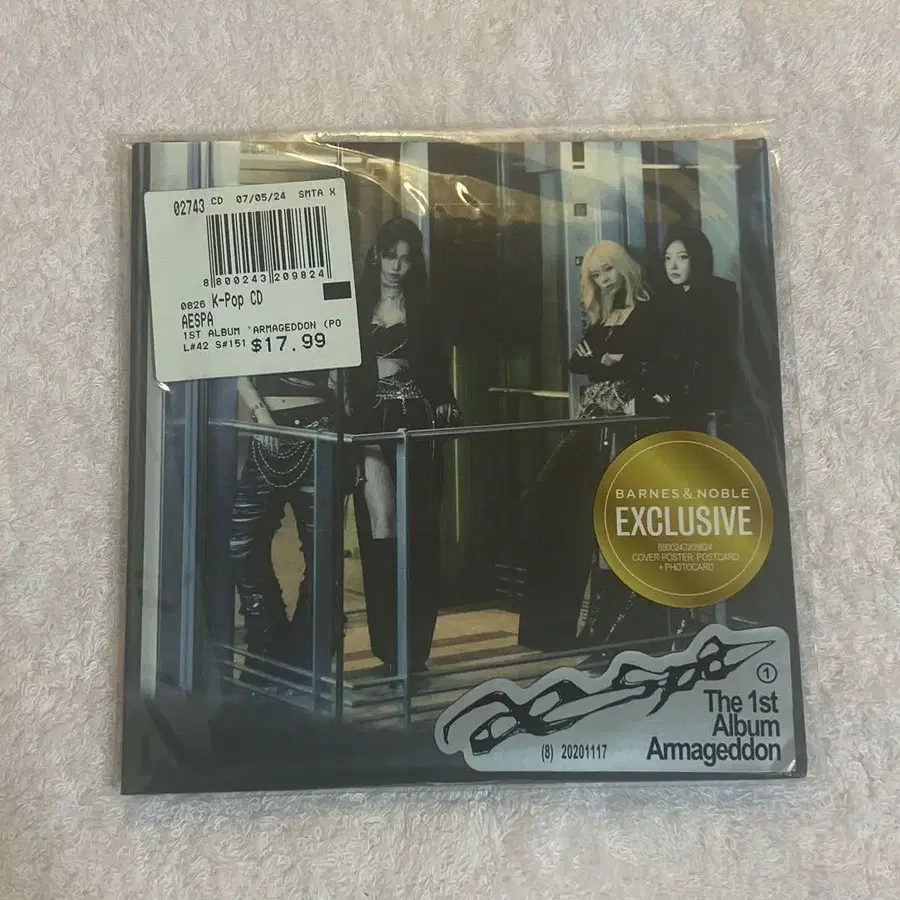 02743 CD 07/05/24 SMTA X
8 800243 209824
0826 K-Pop CD
AESPA
1ST ALBUM 'ARMAGEDDON (PO
L#42 S#151 $17.99
BARNES & NOBLE
EXCLUSIVE
8800243209824
COVER POSTER, POSTCARD
+ PHOTOCARD
aespa
1
The 1st
Album
Armageddon
(8) 20201117